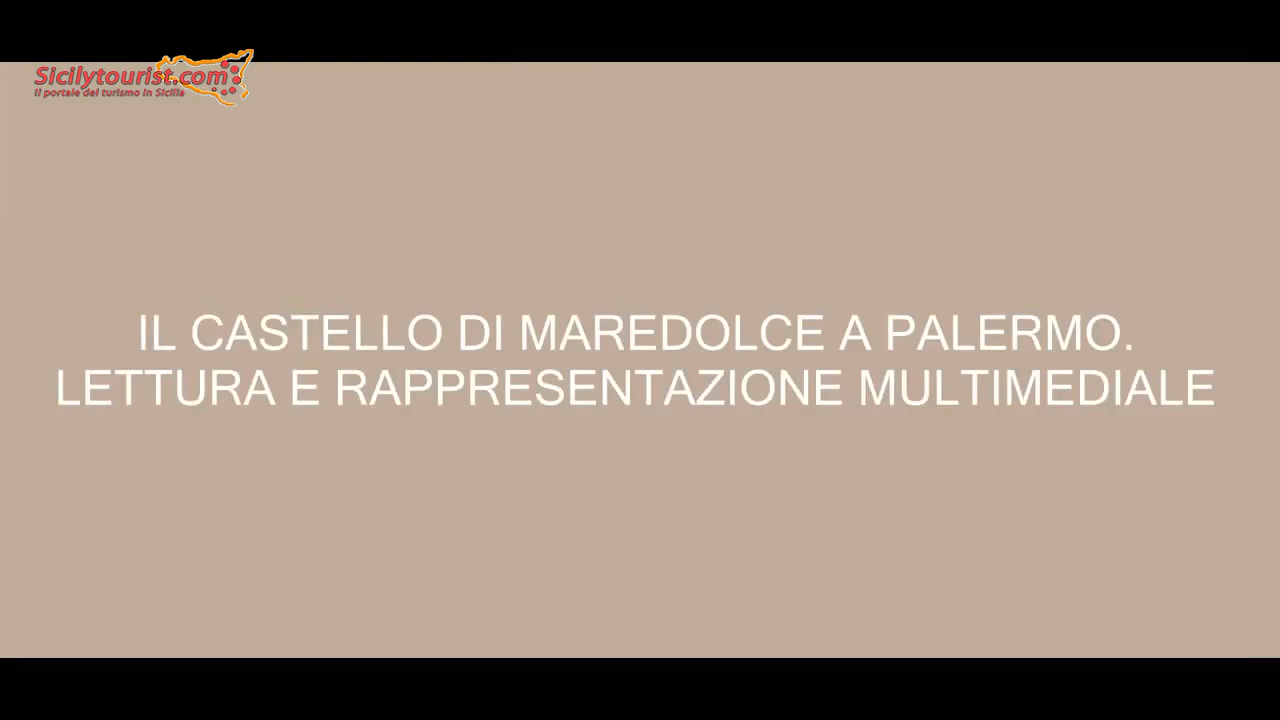 Sicilytourist.com
il portale del turismo in Sicilia
IL CASTELLO DI MAREDOLCE A PALERMO.
LETTURA E RAPPRESENTAZIONE MULTIMEDIALE